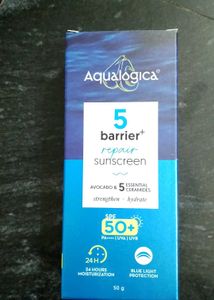 Aqualogica®
5
barrier+
repair
sunscreen
AVOCADO & 5 ESSENTIAL
CERAMIDES
strengthen + hydrate
SPF
50+
PA++++ | UVA | UVB
24H
24 HOURS
MOISTURIZATION
BLUE LIGHT
PROTECTION
50 g